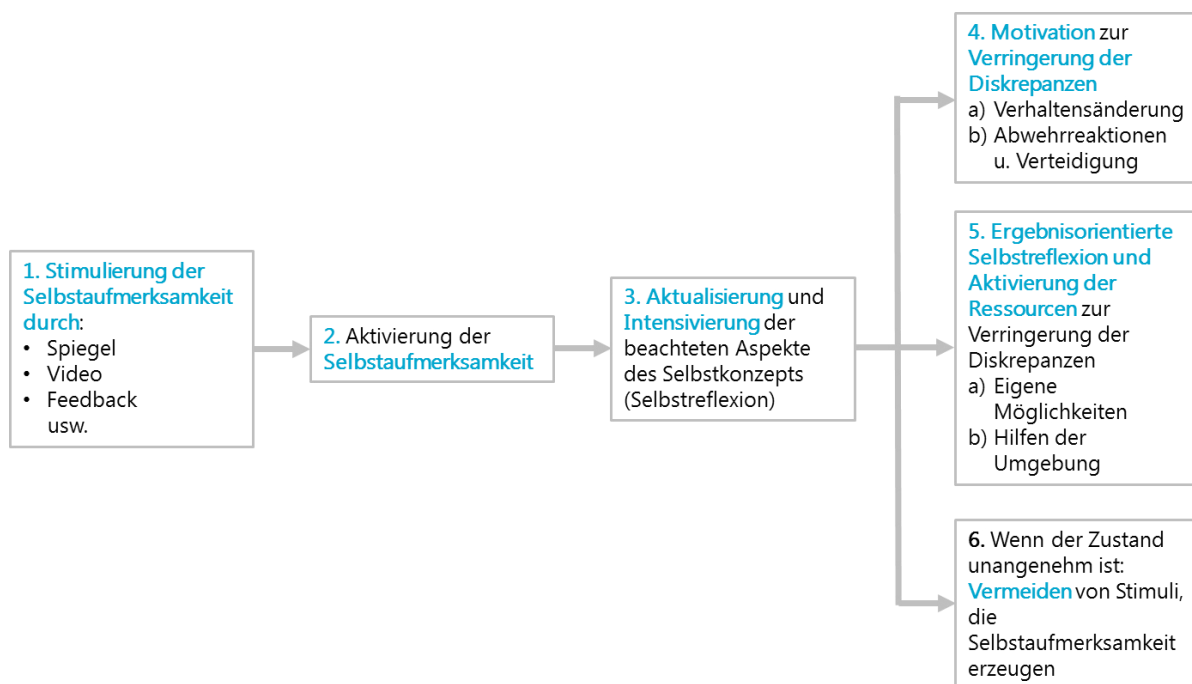 1. Stimulierung der
Selbstaufmerksamkeit
durch:
• Spiegel
• Video
• Feedback
usw.
2. Aktivierung der
Selbstaufmerksamkeit
3. Aktualisierung und
Intensivierung der
beachteten Aspekte
des Selbstkonzepts
(Selbstreflexion)
4. Motivation zur
Verringerung der
Diskrepanzen
a) Verhaltensänderung
b) Abwehrreaktionen
u. Verteidigung
5. Ergebnisorientierte
Selbstreflexion und
Aktivierung der
Ressourcen zur
Verringerung der
Diskrepanzen
a) Eigene
Möglichkeiten
b) Hilfen der
Umgebung
6. Wenn der Zustand
unangenehm ist:
Vermeiden von Stimuli,
die
Selbstaufmerksamkeit
erzeugen